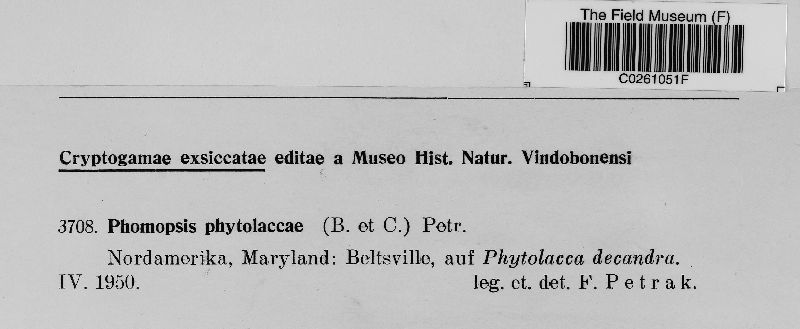 The Field Museum (F)
C0261051F
Cryptogamae exsiccatae editae a Museo Hist. Natur. Vindobonensi
3708. Phomopsis phytolaccae (B. et C.) Petr.
Nordamerika, Maryland: Beltsville, auf Phytolacca decandra.
IV. 1950. leg. et. det. F. Petrak.